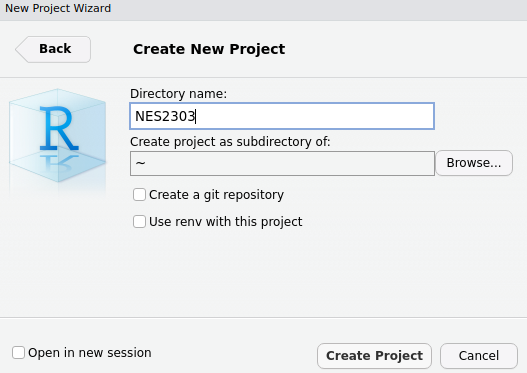 New Project Wizard
Back
Create New Project
R
Directory name:
NES2303
Create project as subdirectory of:
~
Browse...
Create a git repository
Use renv with this project
Open in new session
Create Project
Cancel